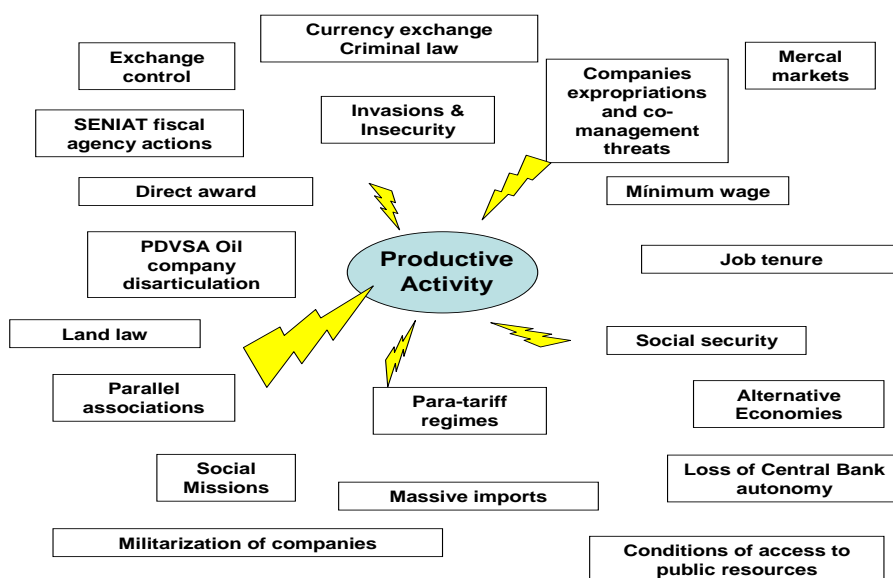 Currency exchange
Criminal law
Exchange
control
Mercal
markets
Companies
expropriations
and co-
management
threats
Invasions &
Insecurity
SENIAT fiscal
agency actions
Direct award
Mínimum wage
PDVSA Oil
company
disarticulation
Productive
Activity
Job tenure
Land law
Social security
Parallel
associations
Para-tariff
regimes
Alternative
Economies
Social
Missions
Loss of Central Bank
autonomy
Massive imports
Militarization of companies
Conditions of access to
public resources